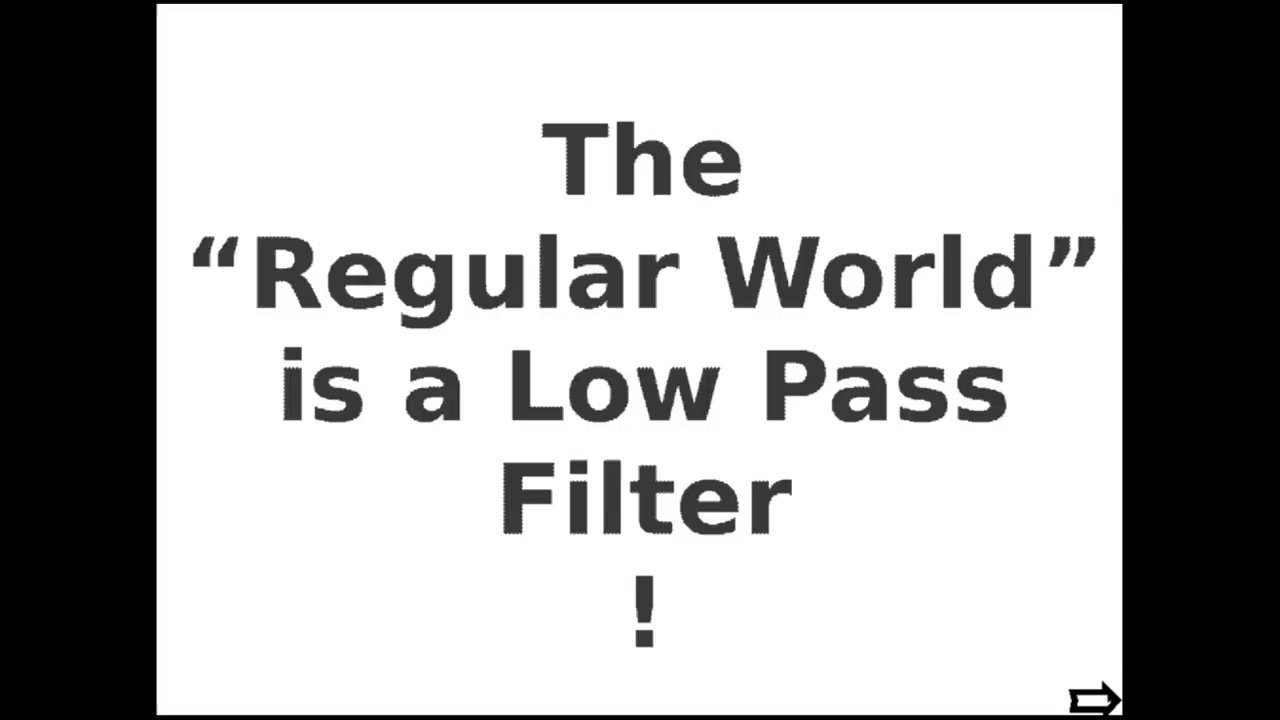 The
“Regular World”
is a Low Pass
Filter
!